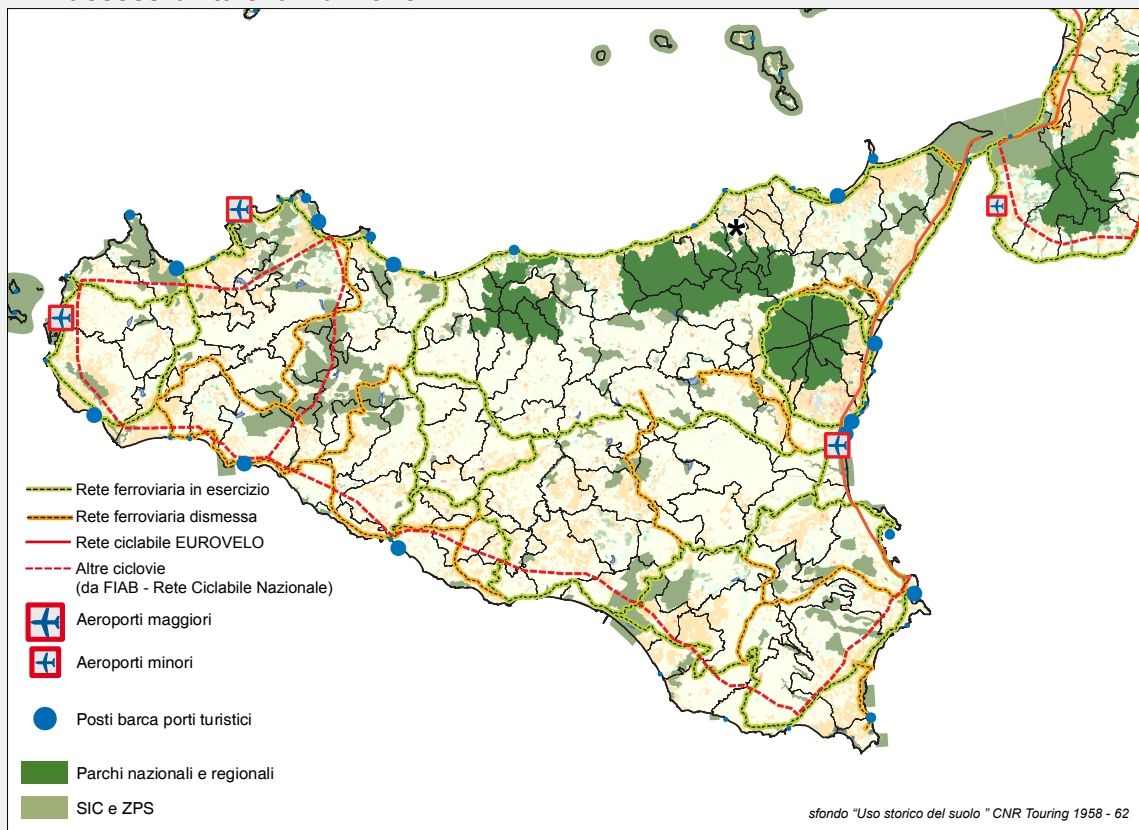 Rete ferroviaria in esercizio
Rete ferroviaria dismessa
Rete ciclabile EUROVELO
Altre ciclovie
(da FIAB - Rete Ciclabile Nazionale)
Aeroporti maggiori
Aeroporti minori
Posti barca porti turistici
Parchi nazionali e regionali
SIC e ZPS
*
sfondo "Uso storico del suolo " CNR Touring 1958 - 62